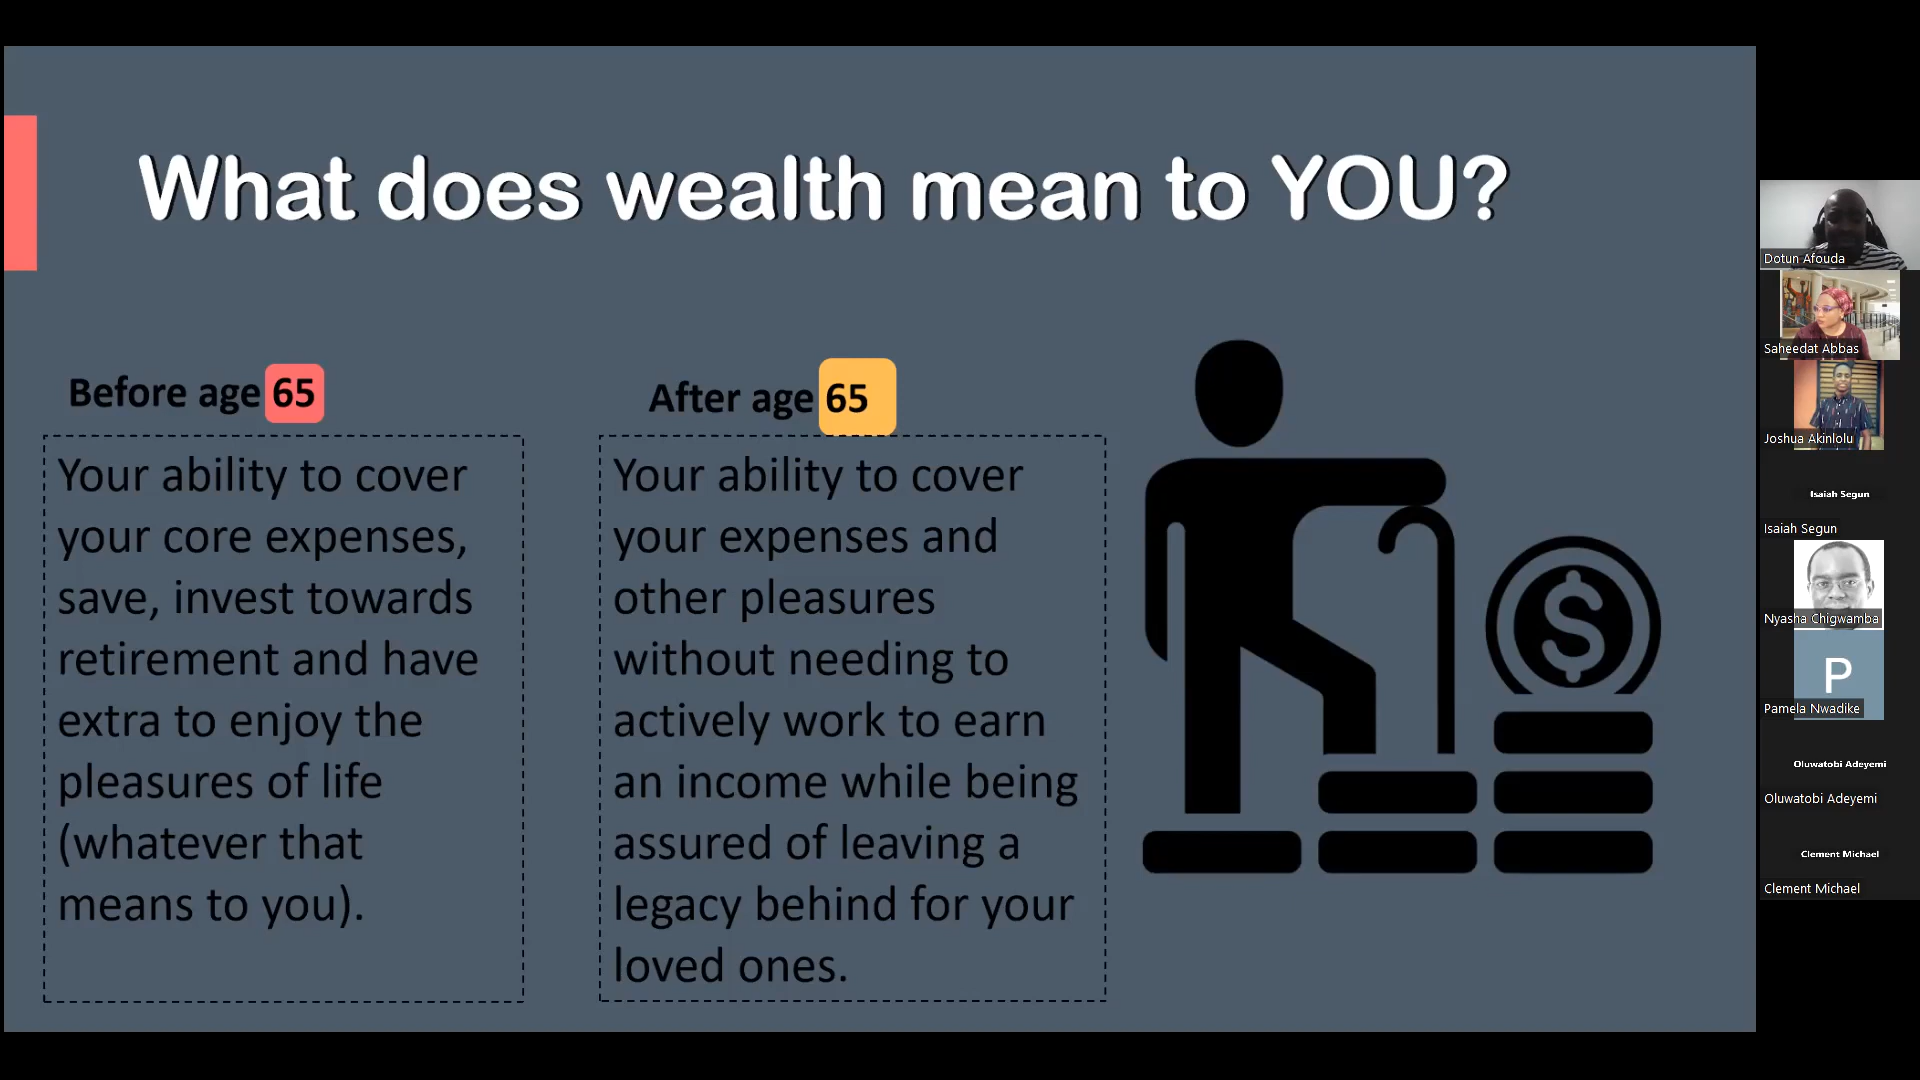 What does wealth mean to YOU?
Before age 65
Your ability to cover
your core expenses,
save, invest towards
retirement and have
extra to enjoy the
pleasures of life
(whatever that
means to you).
After age 65
Your ability to cover
your expenses and
other pleasures
without needing to
actively work to earn
an income while being
assured of leaving a
legacy behind for your
loved ones.
$
Dotun Afouda
Saheedat Abbas
Joshua Akinlolu
Isaiah Segun
Isaiah Segun
Nyasha Chigwamba
P
Pamela Nwadike
Oluwatobi Adeyemi
Oluwatobi Adeyemi
Clement Michael
Clement Michael